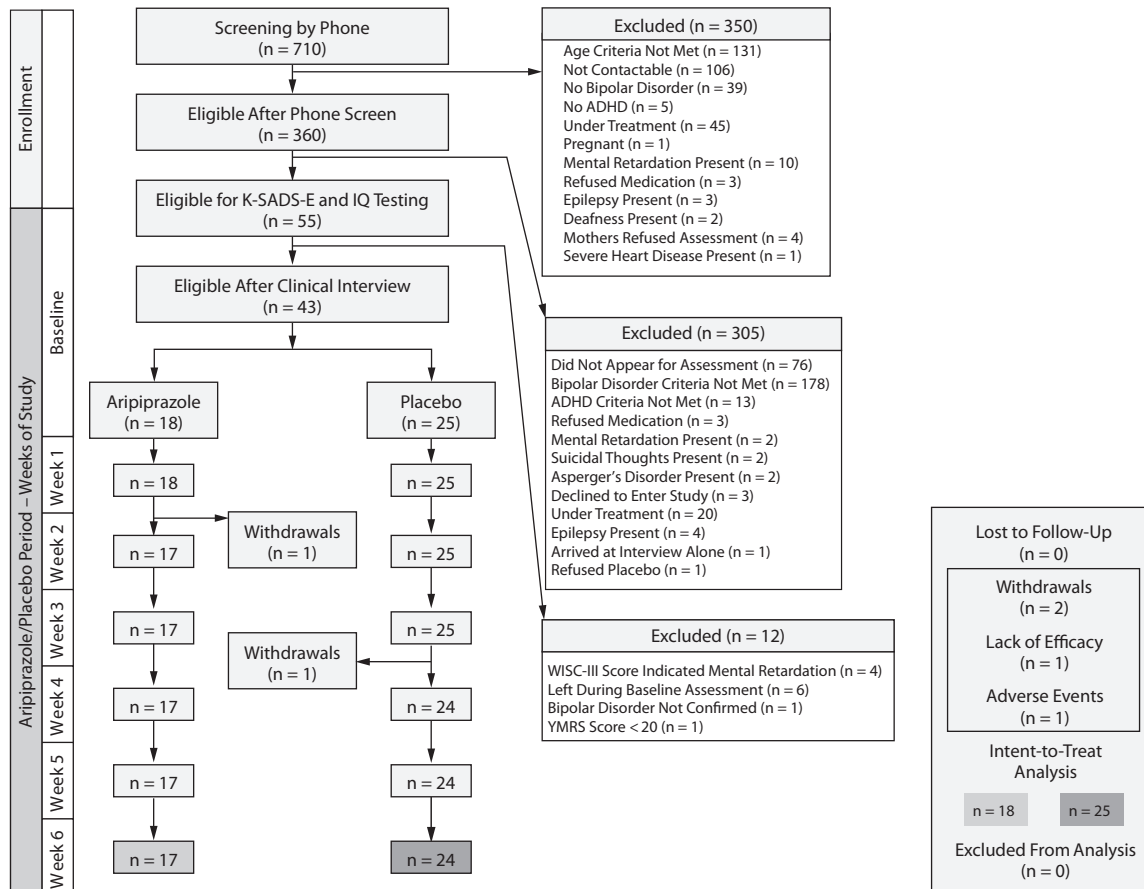 Enrollment
Screening by Phone
(n = 710)
Excluded (n = 350)
Age Criteria Not Met (n = 131)
Not Contactable (n = 106)
No Bipolar Disorder (n = 39)
No ADHD (n = 5)
Under Treatment (n = 45)
Pregnant (n = 1)
Mental Retardation Present (n = 10)
Refused Medication (n = 3)
Epilepsy Present (n = 3)
Deafness Present (n = 2)
Mothers Refused Assessment (n = 4)
Severe Heart Disease Present (n = 1)
Eligible After Phone Screen
(n = 360)
Excluded (n = 305)
Did Not Appear for Assessment (n = 76)
Bipolar Disorder Criteria Not Met (n = 178)
ADHD Criteria Not Met (n = 13)
Refused Medication (n = 3)
Mental Retardation Present (n = 2)
Suicidal Thoughts Present (n = 2)
Asperger's Disorder Present (n = 2)
Declined to Enter Study (n = 3)
Under Treatment (n = 20)
Epilepsy Present (n = 4)
Arrived at Interview Alone (n = 1)
Refused Placebo (n = 1)
Eligible for K-SADS-E and IQ Testing
(n = 55)
Excluded (n = 12)
WISC-III Score Indicated Mental Retardation (n = 4)
Left During Baseline Assessment (n = 6)
Bipolar Disorder Not Confirmed (n = 1)
YMRS Score < 20 (n = 1)
Aripiprazole/Placebo Period – Weeks of Study
Baseline
Eligible After Clinical Interview
(n = 43)
Aripiprazole
(n = 18)
Placebo
(n = 25)
Week 1
n = 18
n = 25
Withdrawals
(n = 1)
Week 2
n = 17
n = 25
Week 3
n = 17
n = 25
Withdrawals
(n = 1)
Week 4
n = 17
n = 24
Week 5
n = 17
n = 24
Week 6
n = 17
n = 24
Lost to Follow-Up
(n = 0)
Withdrawals
(n = 2)
Lack of Efficacy
(n = 1)
Adverse Events
(n = 1)
Intent-to-Treat
Analysis
n = 18
n = 25
Excluded From Analysis
(n = 0)